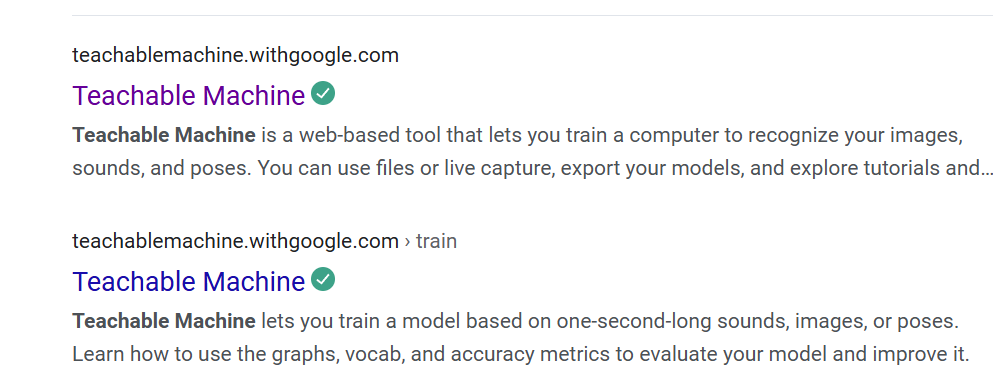 teachablemachine.withgoogle.com
Teachable Machine
Teachable Machine is a web-based tool that lets you train a computer to recognize your images,
sounds, and poses. You can use files or live capture, export your models, and explore tutorials and...
teachablemachine.withgoogle.com › train
Teachable Machine
Teachable Machine lets you train a model based on one-second-long sounds, images, or poses.
Learn how to use the graphs, vocab, and accuracy metrics to evaluate your model and improve it.